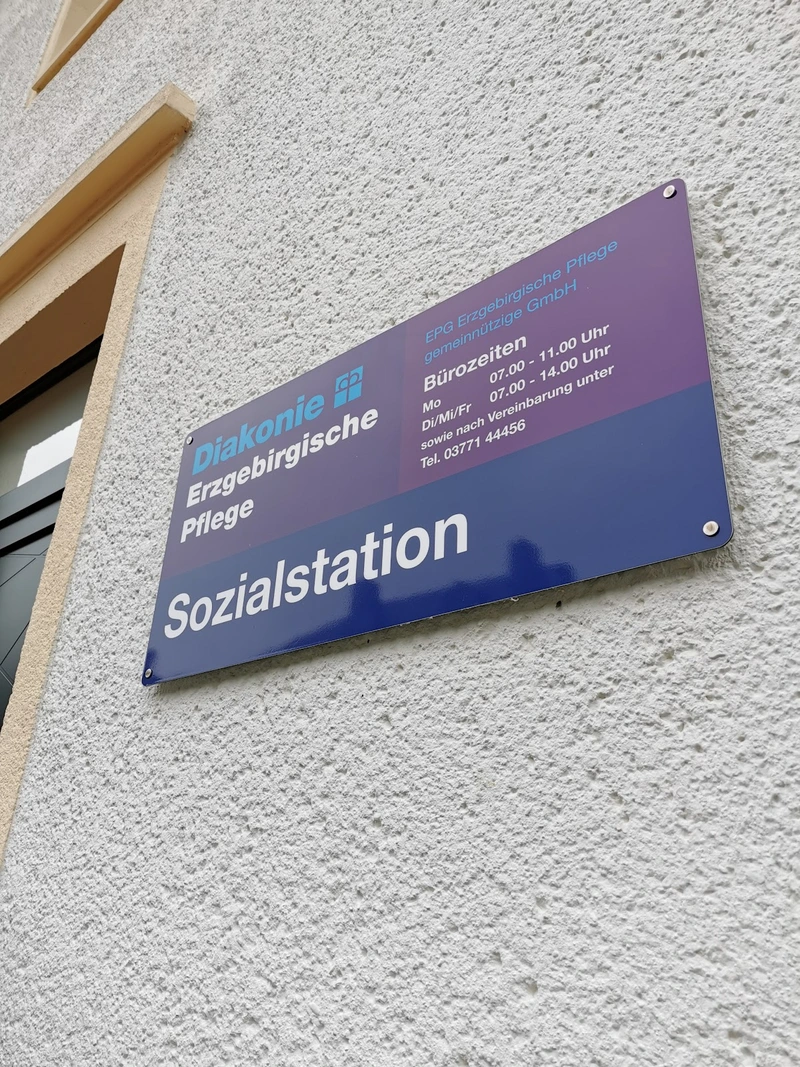 Diakonie
Erzgebirgische
Pflege
EPG Erzgebirgische Pflege
gemeinnützige GmbH
Bürozeiten
Mo 07.00 - 11.00 Uhr
Di/Mi/Fr 07.00 - 14.00 Uhr
sowie nach Vereinbarung unter
Tel. 03771 44456
Sozialstation